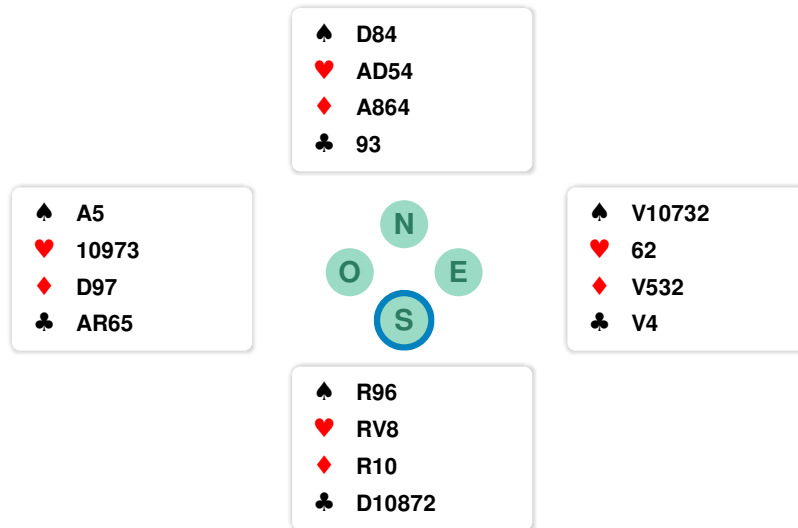 ♠ D84
♥ AD54
♦ A864
♣ 93
♠ A5
♥ 10973
♦ D97
♣ AR65
N
O E
S
♠ V10732
♥ 62
♦ V532
♣ V4
♠ R96
♥ RV8
♦ R10
♣ D10872